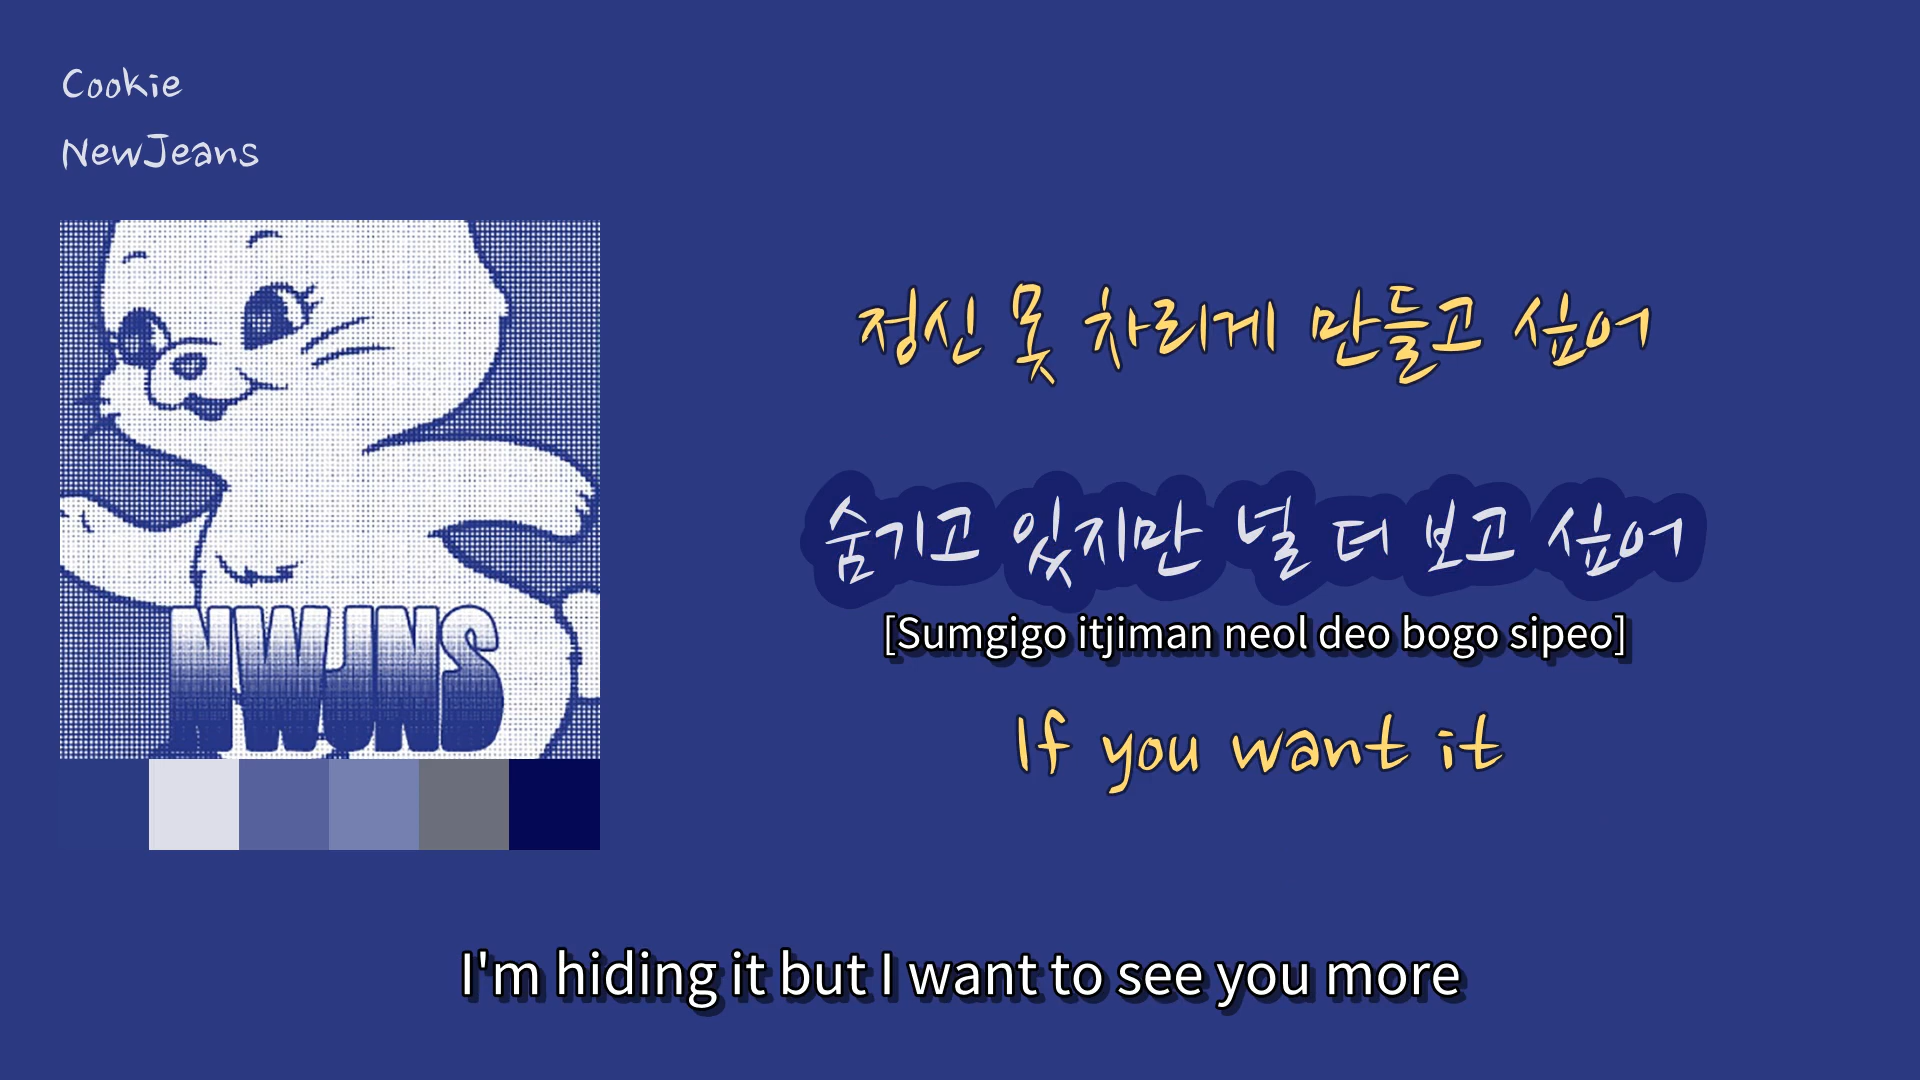 Cookie
NewJeans
NWJNS
정신 못 차리게 만들고 싶어
숨기고 있지만 널 더 보고 싶어
[Sumgigo itjiman neol deo bogo sipeo]
If you want it
I'm hiding it but I want to see you more